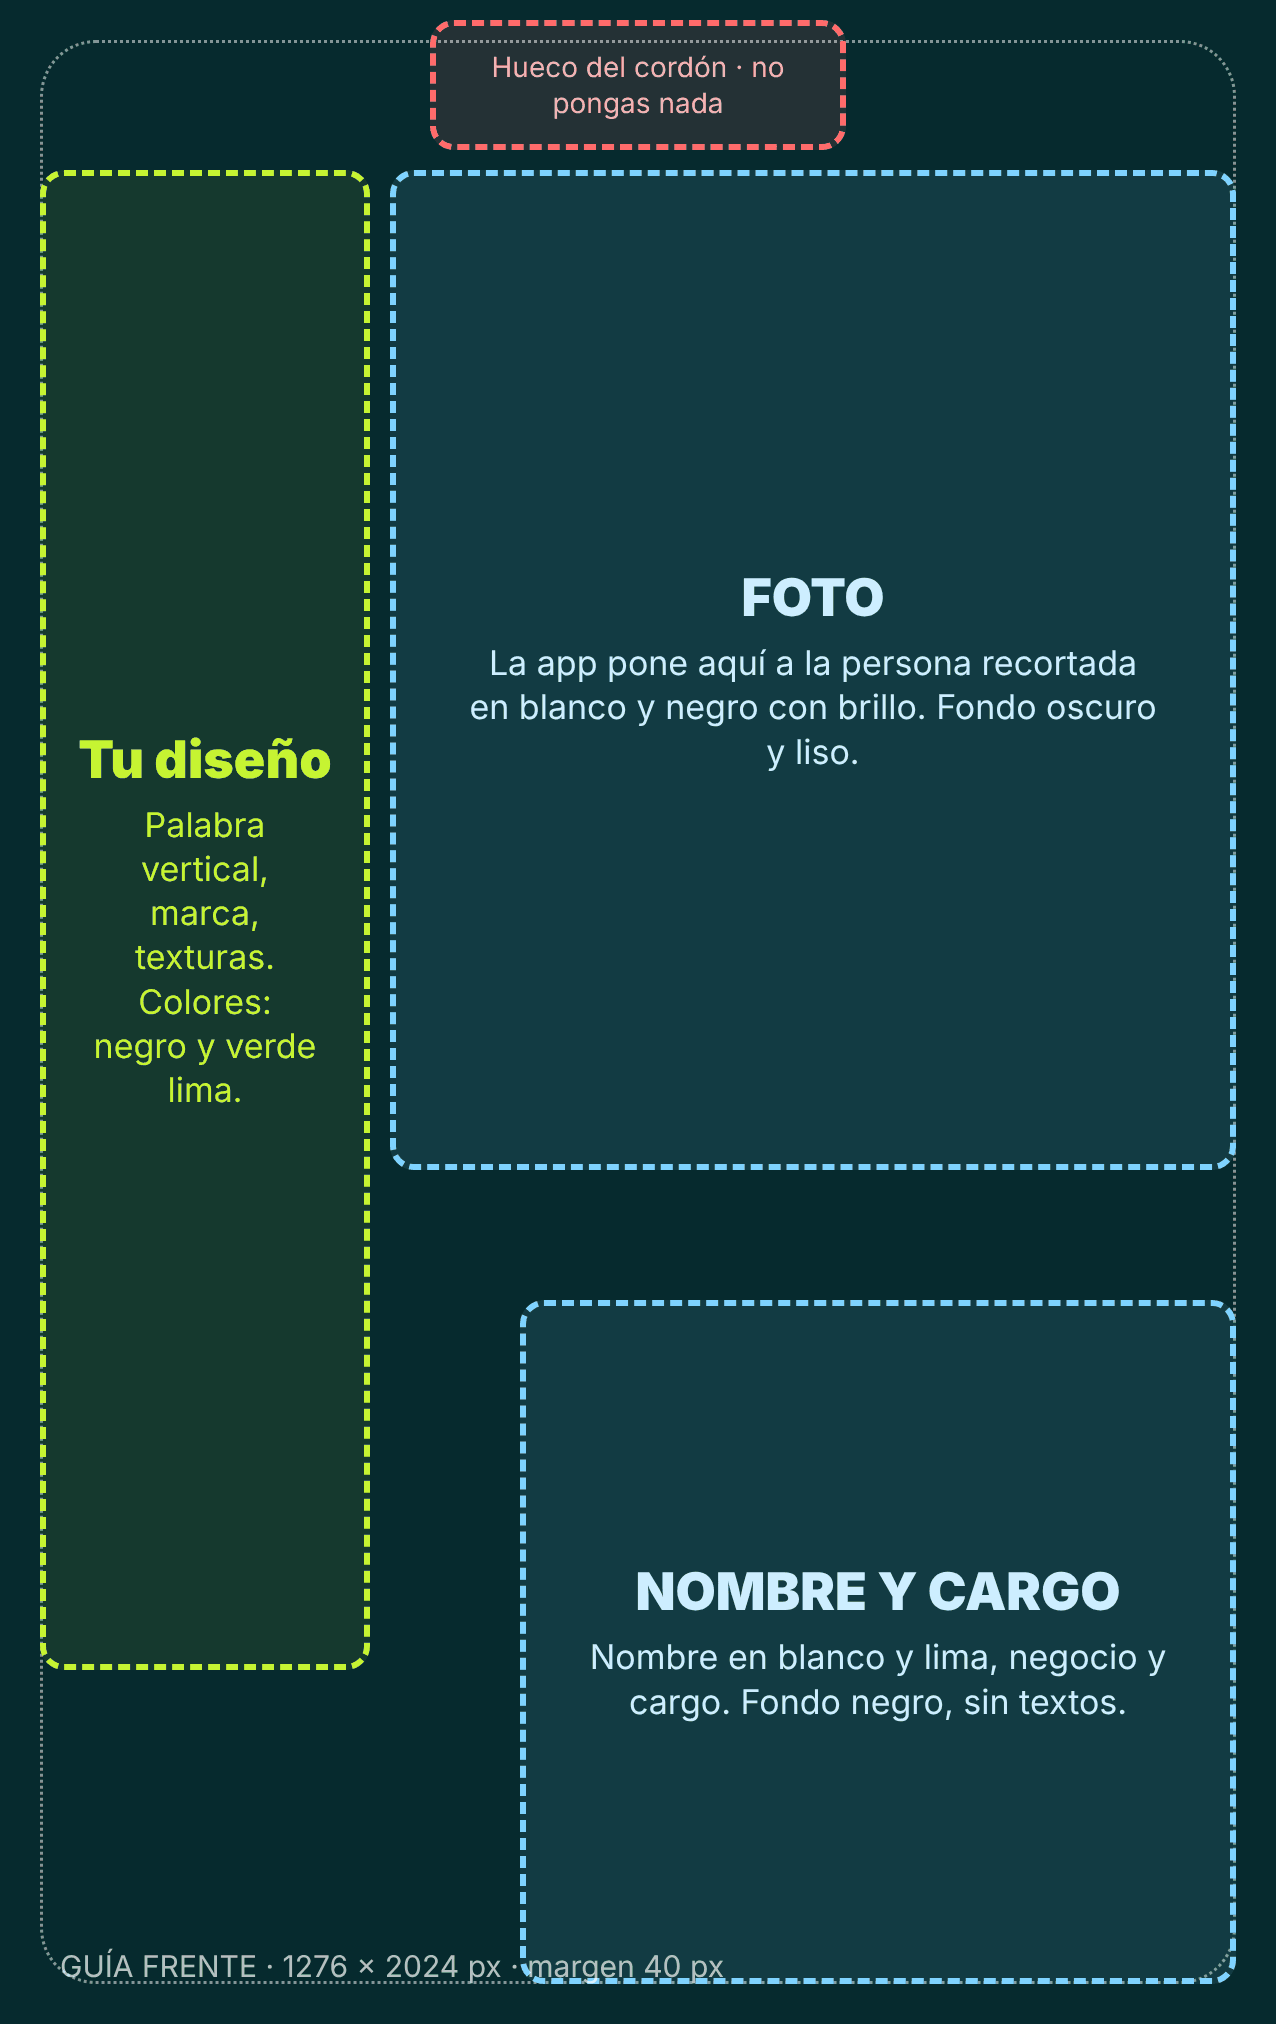 Hueco del cordón · no
pongas nada
FOTO
La app pone aquí a la persona recortada
en blanco y negro con brillo. Fondo oscuro
y liso.
Tu diseño
Palabra
vertical,
marca,
texturas.
Colores:
negro y verde
lima.
NOMBRE Y CARGO
Nombre en blanco y lima, negocio y
cargo. Fondo negro, sin textos.
GUÍA FRENTE · 1276 × 2024 px · margen 40 px